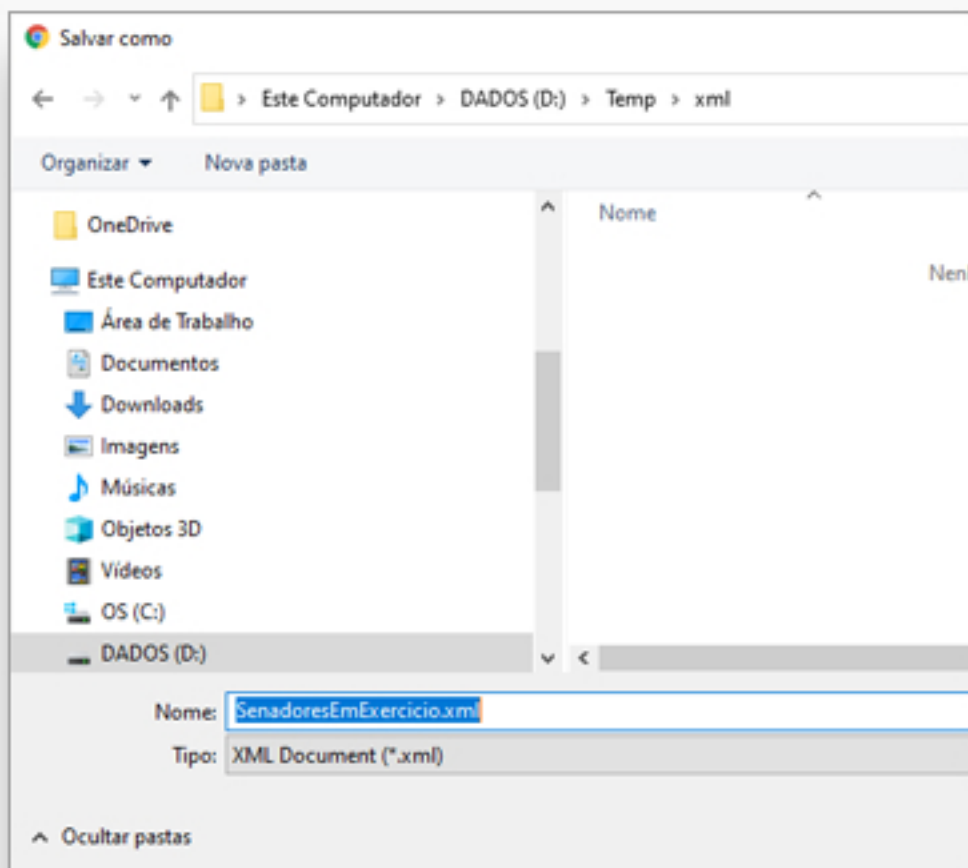 Salvar como
Este Computador > DADOS (D:) > Temp > xml
Organizar Nova pasta
Nome
OneDrive
Este Computador
Área de Trabalho
Documentos
Downloads
Imagens
Músicas
Objetos 3D
Vídeos
OS (C:)
DADOS (D:)
Nome: SenadoresEmExercicio.xml
Tipo: XML Document (*.xml)
Ocultar pastas